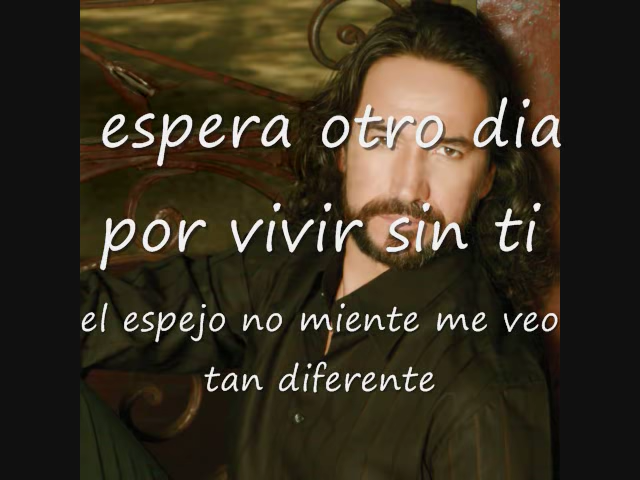 espera otro dia
por vivir sin ti
el espejo no miente me veo
tan diferente